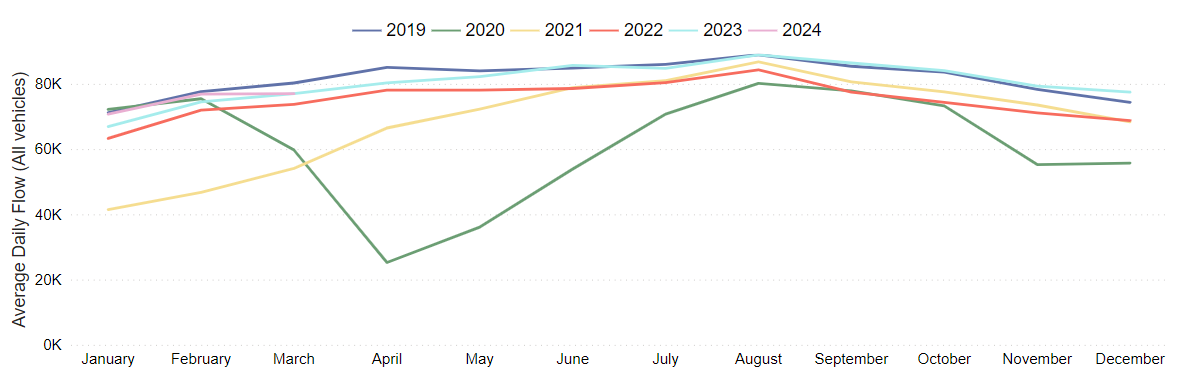 2019 2020 2021 2022 2023 2024
Average Daily Flow (All vehicles)
80K
60K
40K
20K
0K
January February March April May June July August September October November December